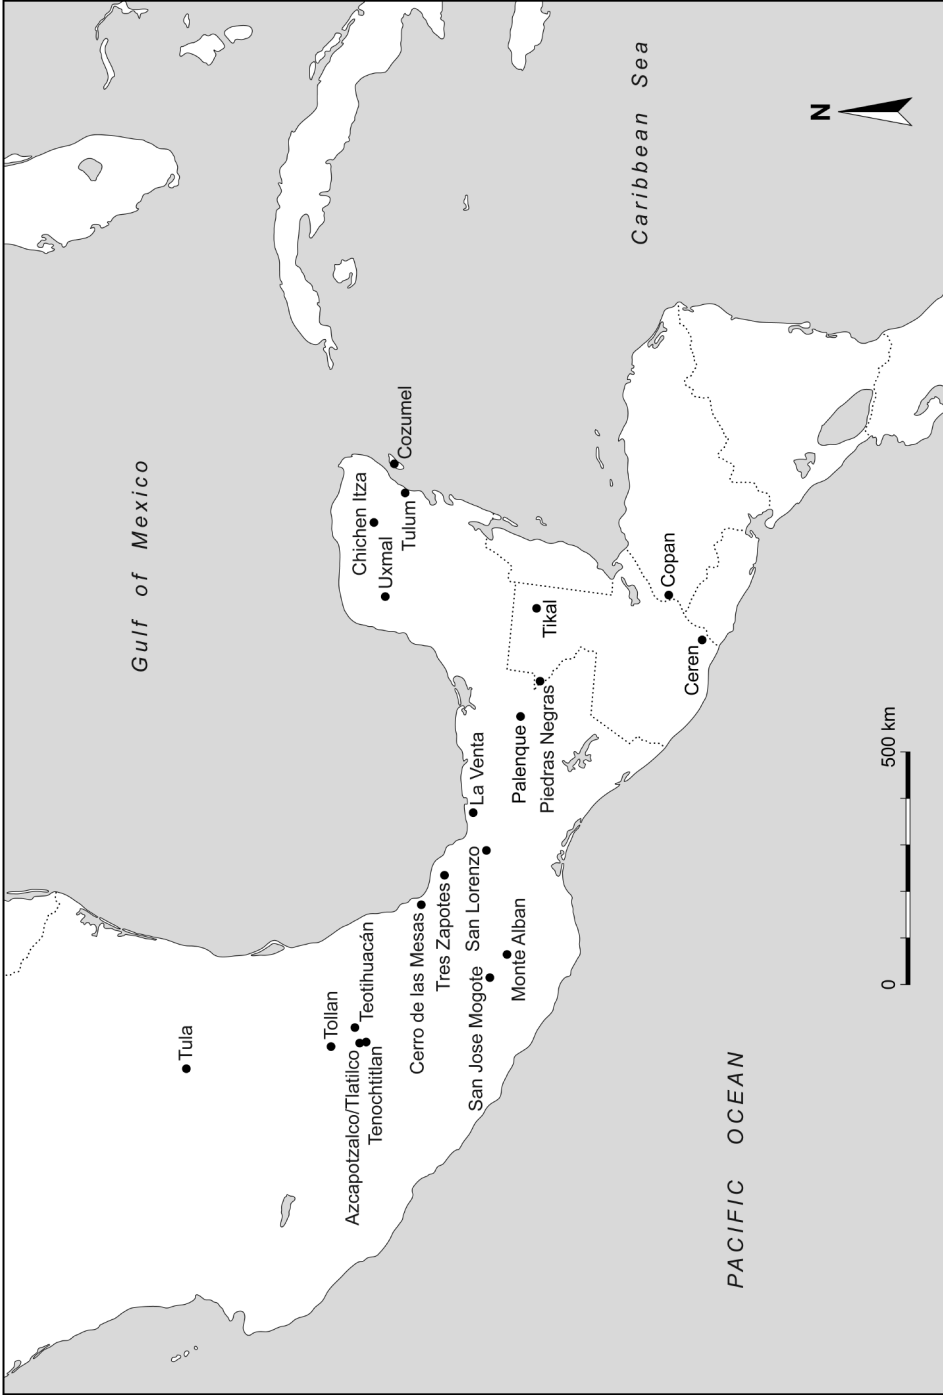 Gulf of Mexico
Caribbean Sea
N
Tula
Tollan
Teotihuacán
Azcapotzalco/Tlatilco
Tenochtitlan
Cerro de las Mesas
Tres Zapotes
San Lorenzo
San Jose Mogote
Monte Alban
La Venta
Palenque
Piedras Negras
Tikal
Chichen Itza
Uxmal
Tulum
Cozumel
Copan
Ceren
PACIFIC OCEAN
0 500 km